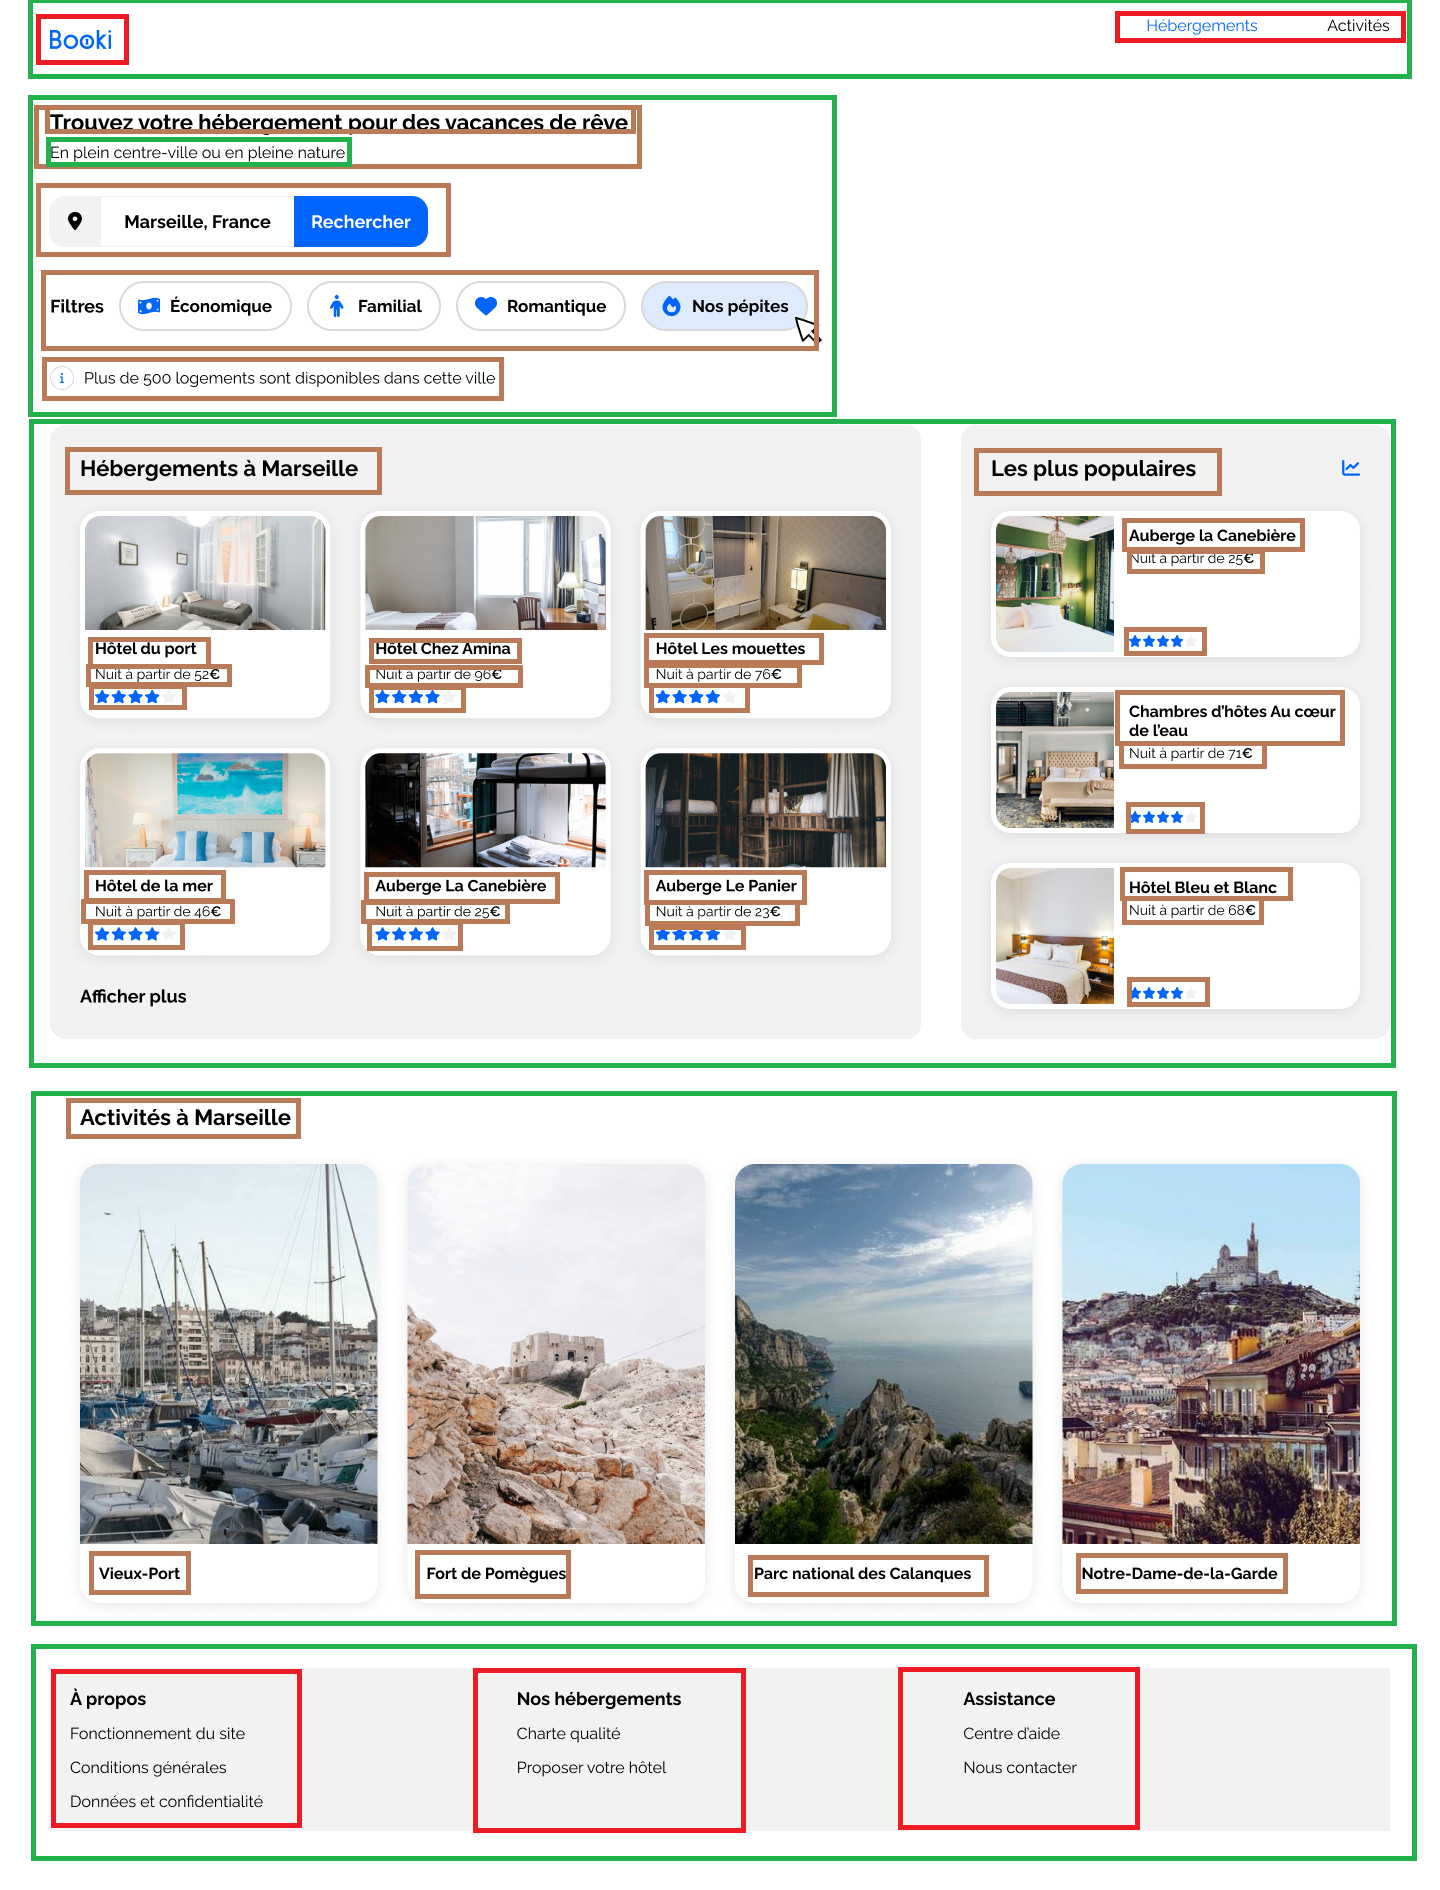 Booki
Hébergements
Activités
Trouvez votre hébergement pour des vacances de rêve
En plein centre-ville ou en pleine nature
Marseille, France
Rechercher
Filtres
Économique
Familial
Romantique
Nos pépites
Plus de 500 logements sont disponibles dans cette ville
Hébergements à Marseille
Hôtel du port
Nuit à partir de 52€
Hôtel Chez Amina
Nuit à partir de 96€
Hôtel Les mouettes
Nuit à partir de 76€
Hôtel de la mer
Nuit à partir de 46€
Auberge La Canebière
Nuit à partir de 25€
Auberge Le Panier
Nuit à partir de 23€
Afficher plus
Les plus populaires
Auberge la Canebière
Nuit à partir de 25€
Chambres d'hôtes Au cœur
de l'eau
Nuit à partir de 71€
Hôtel Bleu et Blanc
Nuit à partir de 68€
Activités à Marseille
Vieux-Port
Fort de Pomègues
Parc national des Calanques
Notre-Dame-de-la-Garde
À propos
Fonctionnement du site
Conditions générales
Données et confidentialité
Nos hébergements
Charte qualité
Proposer votre hôtel
Assistance
Centre d'aide
Nous contacter